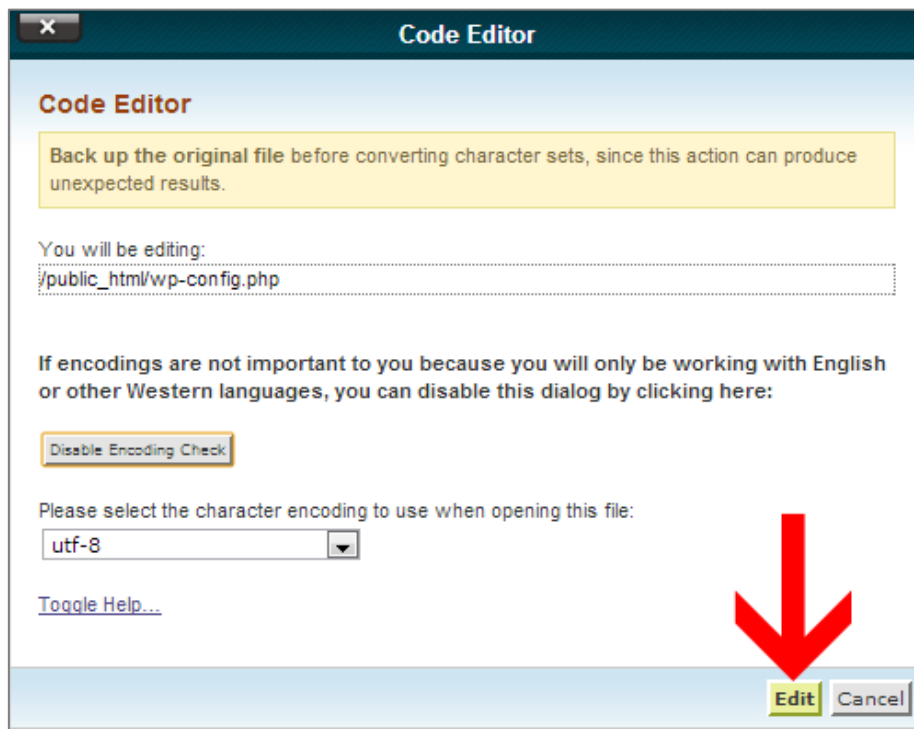 Code Editor
Code Editor
Back up the original file before converting character sets, since this action can produce
unexpected results.
You will be editing:
/public_html/wp-config.php
If encodings are not important to you because you will only be working with English
or other Western languages, you can disable this dialog by clicking here:
Disable Encoding Check
Please select the character encoding to use when opening this file:
utf-8
Toggle Help...
Edit Cancel